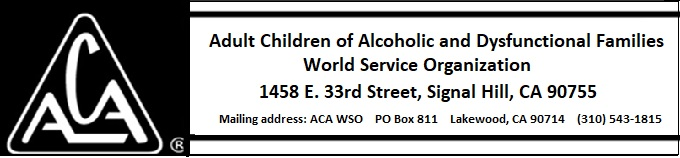 ACA
®
Adult Children of Alcoholic and Dysfunctional Families
World Service Organization
1458 E. 33rd Street, Signal Hill, CA 90755
Mailing address: ACA WSO PO Box 811 Lakewood, CA 90714 (310) 543-1815